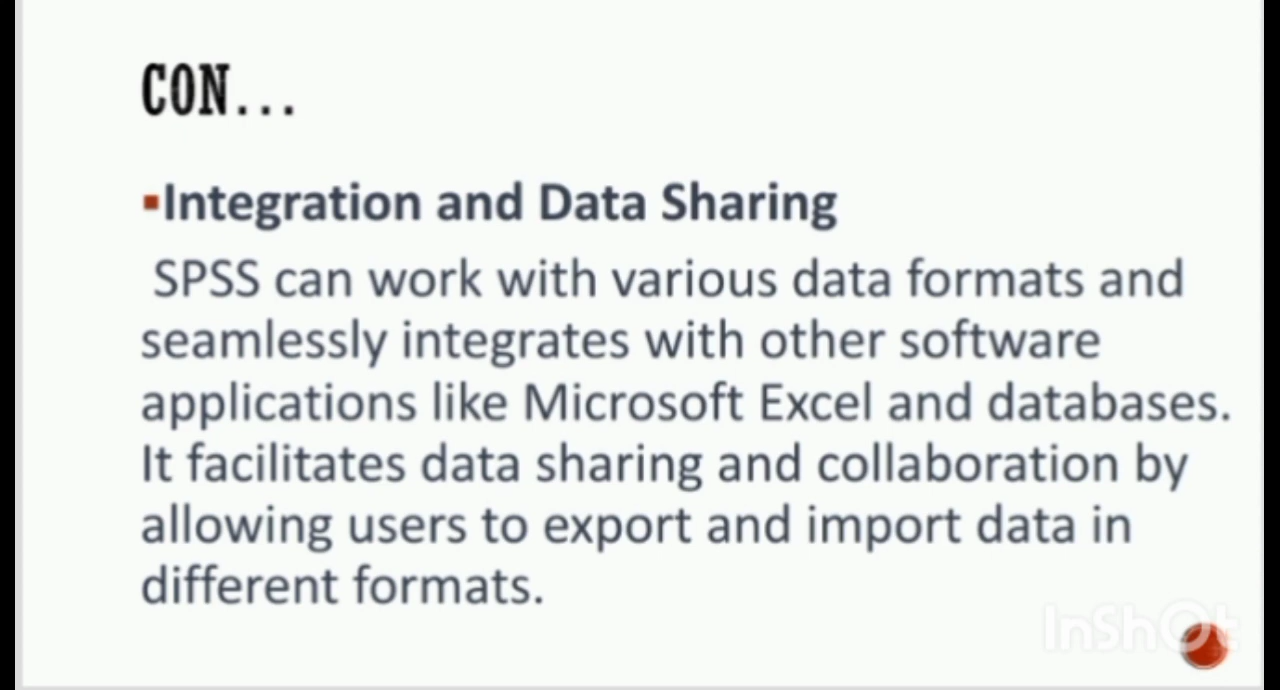 CON...
▪Integration and Data Sharing
SPSS can work with various data formats and
seamlessly integrates with other software
applications like Microsoft Excel and databases.
It facilitates data sharing and collaboration by
allowing users to export and import data in
different formats.
InShOt